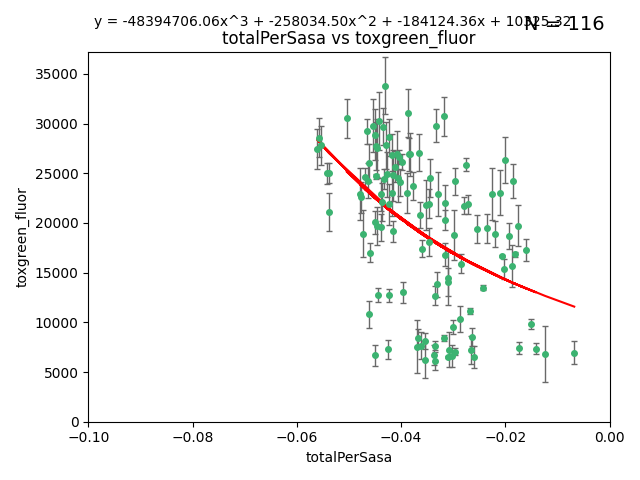 y = -48394706.06x^3 + -258034.50x^2 + -184124.36x + 10325.32
N = 116
totalPerSasa vs toxgreen_fluor
35000
30000
25000
20000
15000
10000
5000
0
toxgreen_fluor
−0.10 −0.08 −0.06 −0.04 −0.02 0.00
totalPerSasa